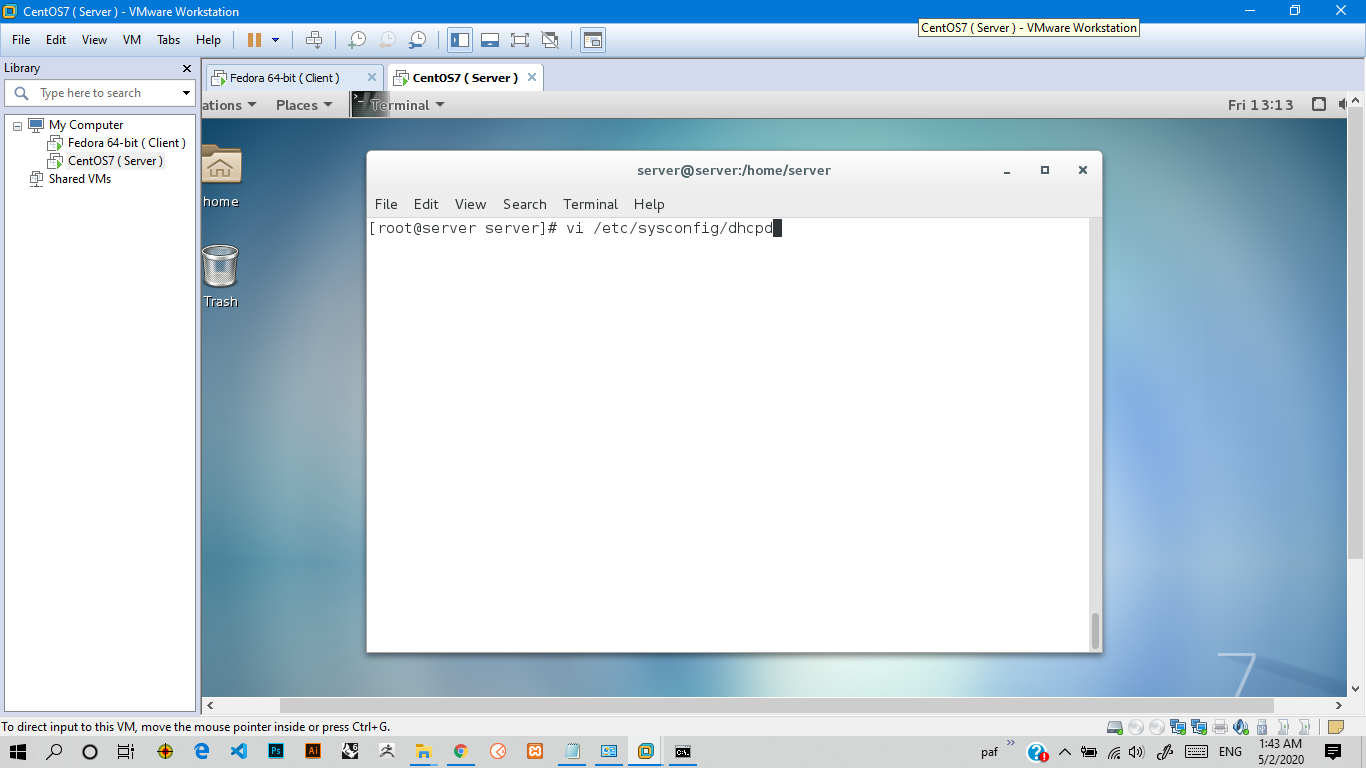 CentOS7 ( Server ) - VMware Workstation
CentOS7 ( Server ) - VMware Workstation
File Edit View VM Tabs Help
Library
Type here to search
My Computer
Fedora 64-bit ( Client )
CentOS7 ( Server )
Shared VMs
Fedora 64-bit ( Client )
CentOS7 ( Server )
ations Places Terminal Fri 13:13
home
Trash
server@server:/home/server
File Edit View Search Terminal Help
[root@server server]# vi /etc/sysconfig/dhcpd
7
To direct input to this VM, move the mouse pointer inside or press Ctrl+G.
Ps Ai
paf ENG 1:43 AM
5/2/2020